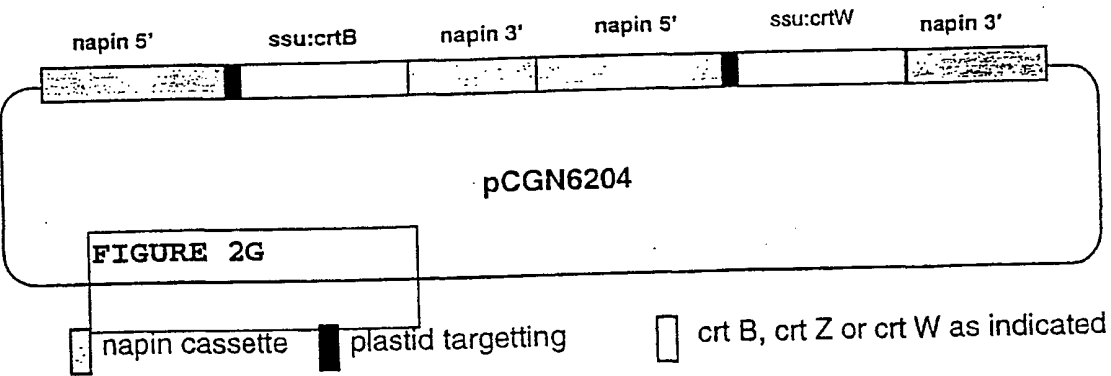 napin 5' ssu:crtB napin 3' napin 5' ssu:crtW napin 3'
pCGN6204
FIGURE 2G
napin cassette plastid targetting crt B, crt Z or crt W as indicated